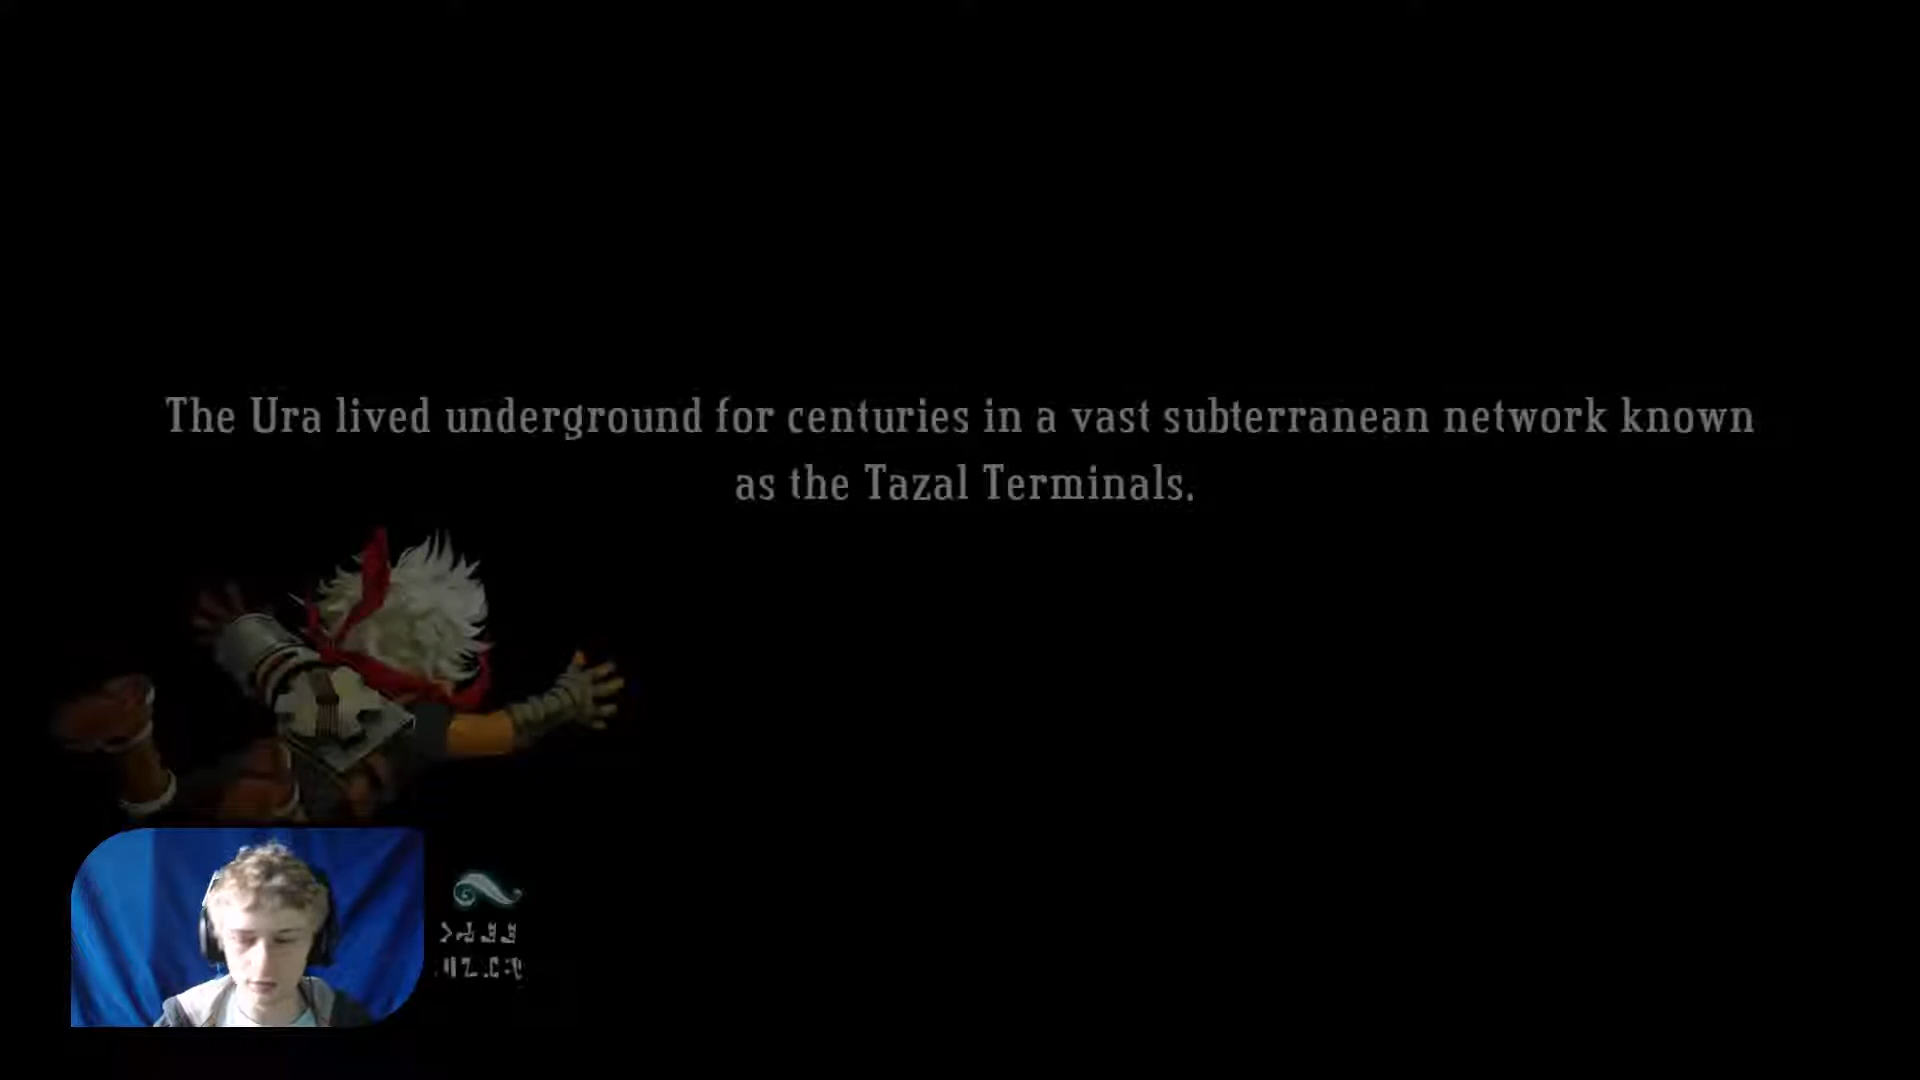 The Ura lived underground for centuries in a vast subterranean network known
as the Tazal Terminals.